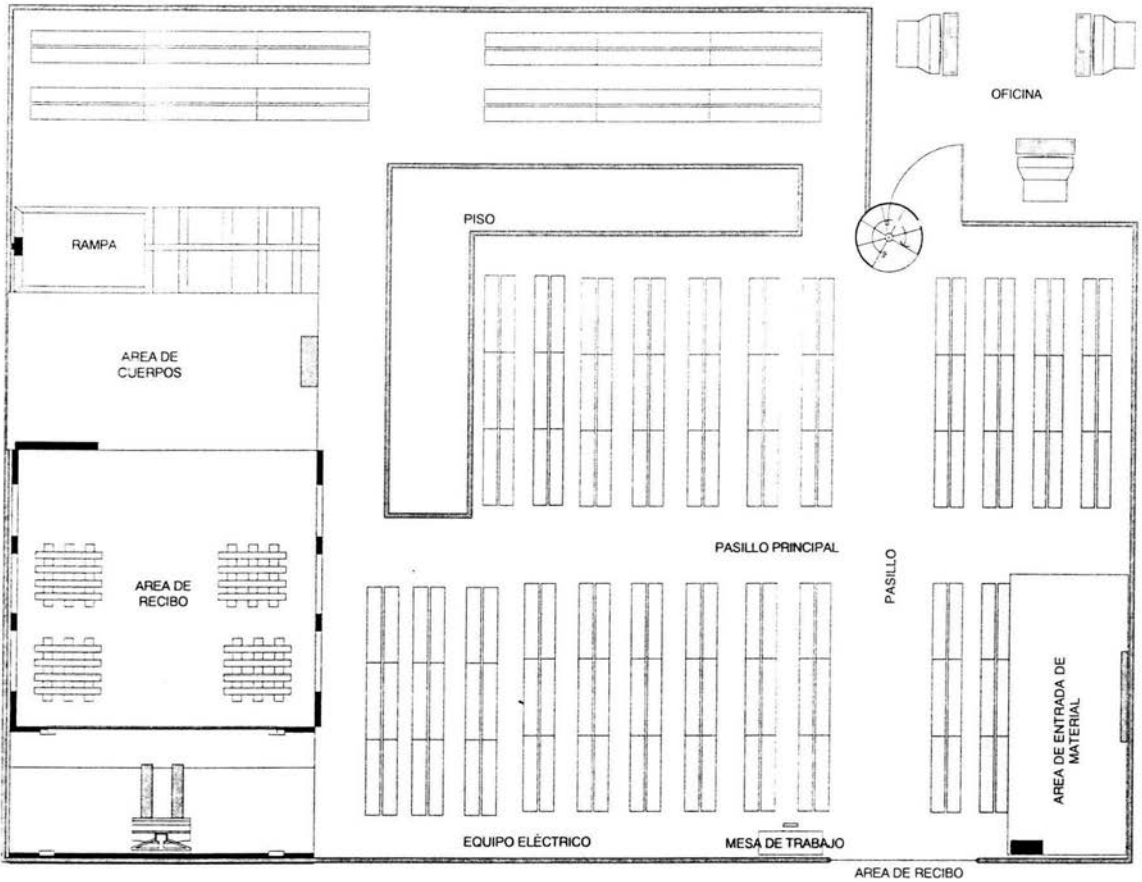 OFICINA
PISO
RAMPA
AREA DE
CUERPOS
PASILLO PRINCIPAL
PASILLO
AREA DE
RECIBO
AREA DE ENTRADA DE
MATERIAL
EQUIPO ELÉCTRICO
MESA DE TRABAJO
AREA DE RECIBO